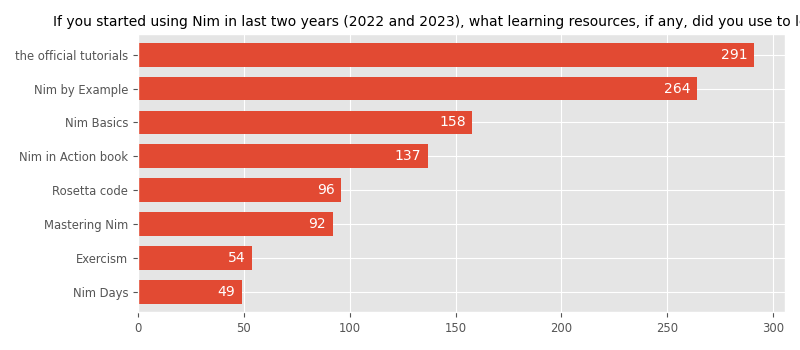 If you started using Nim in last two years (2022 and 2023), what learning resources, if any, did you use to
the official tutorials 291
Nim by Example 264
Nim Basics 158
Nim in Action book 137
Rosetta code 96
Mastering Nim 92
Exercism 54
Nim Days 49
0 50 100 150 200 250 300